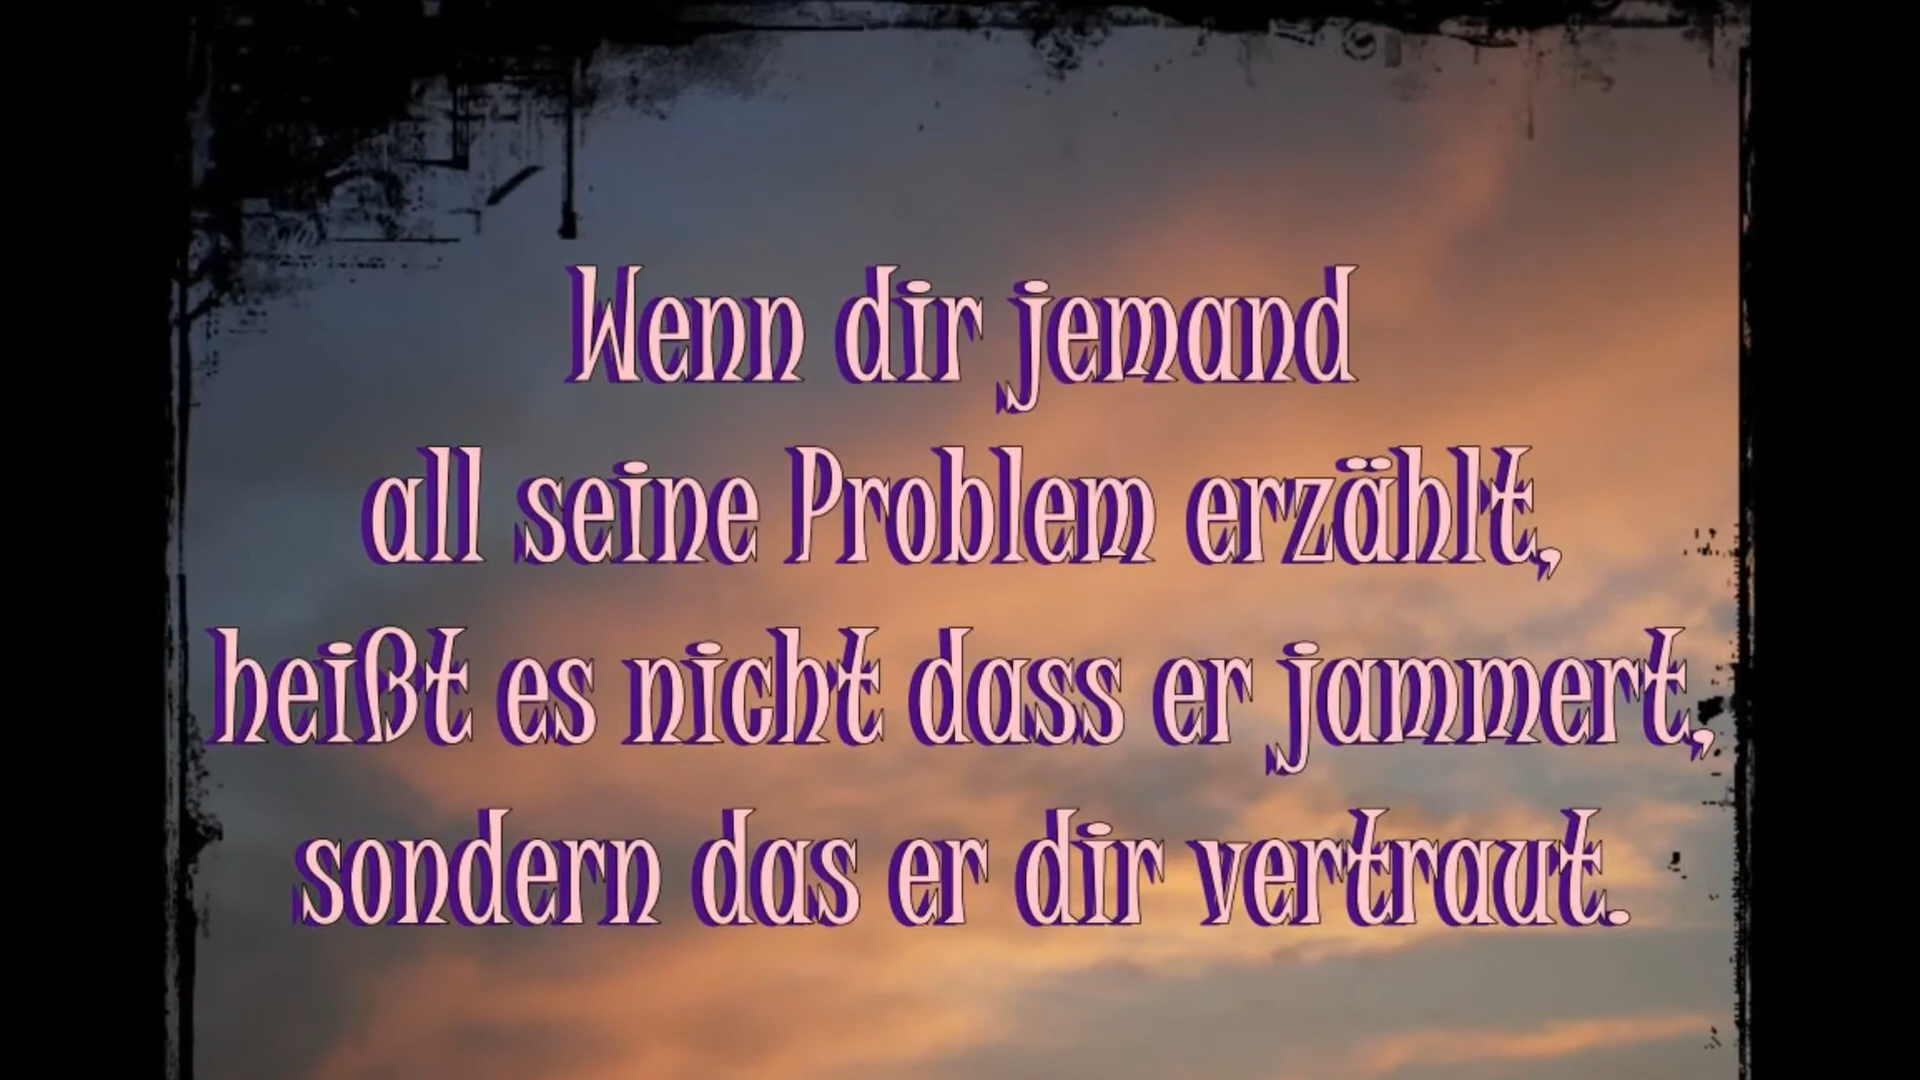 Wenn dir jemand
all seine Problem erzählt,
heißt es nicht dass er jammert,
sondern das er dir vertraut.